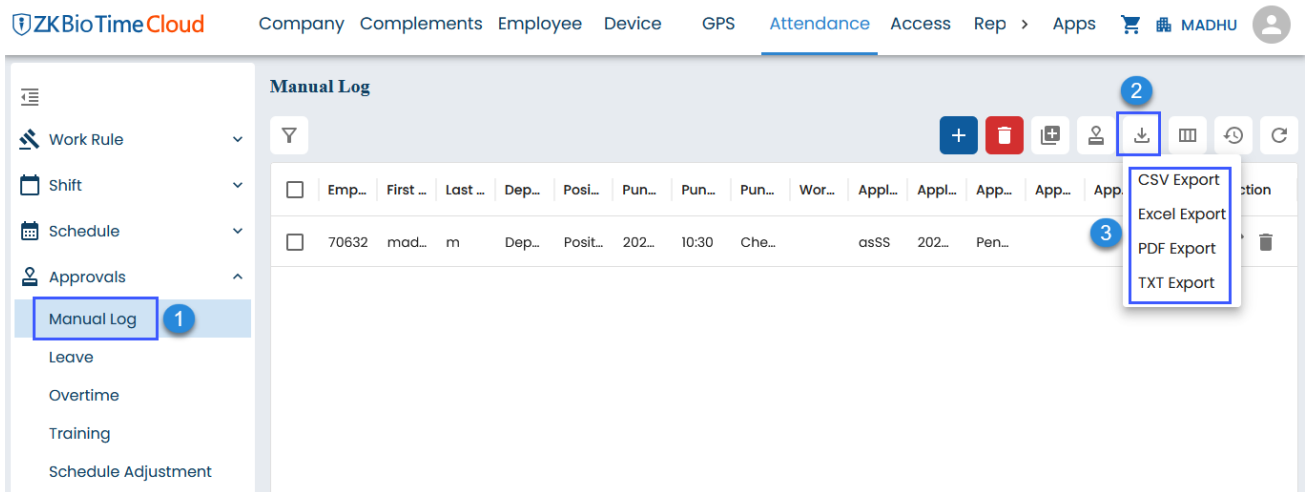 ZKBioTime Cloud
Company Complements Employee Device GPS Attendance Access Rep > Apps MADHU
Manual Log
2
Work Rule
Shift
Schedule
Approvals
Manual Log 1
Leave
Overtime
Training
Schedule Adjustment
Emp... First ... Last ... Dep... Posi... Pun... Pun... Pun... Wor... Appl... Appl... App... App... App ction
70632 mad... m Dep... Posit... 202... 10:30 Che... asSS 202... Pen...
CSV Export
Excel Export
3
PDF Export
TXT Export